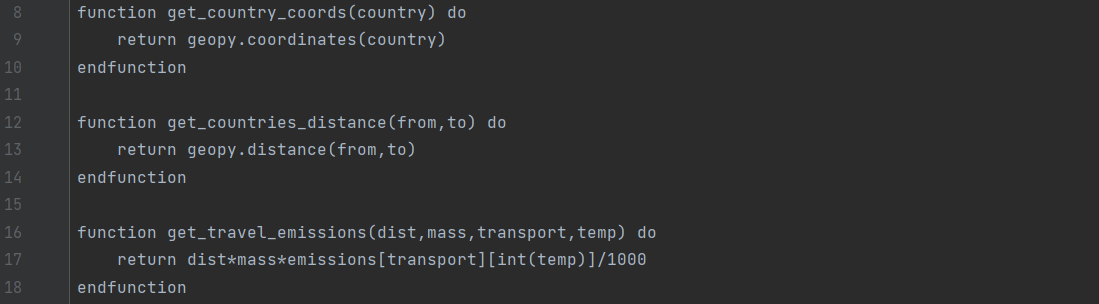 8 function get_country_coords(country) do
9     return geopy.coordinates(country)
10 endfunction
11
12 function get_countries_distance(from,to) do
13     return geopy.distance(from,to)
14 endfunction
15
16 function get_travel_emissions(dist,mass,transport,temp) do
17     return dist*mass*emissions[transport][int(temp)]/1000
18 endfunction